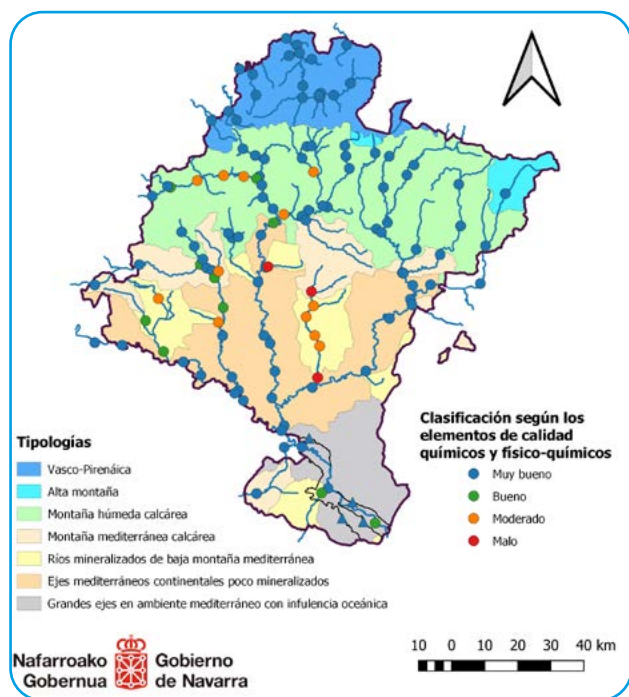 Clasificación según los
elementos de calidad
químicos y físico-químicos
Muy bueno
Bueno
Moderado
Malo
Tipologías
Vasco-Pirenáica
Alta montaña
Montaña húmeda calcárea
Montaña mediterránea calcárea
Ríos mineralizados de baja montaña mediterránea
Ejes mediterráneos continentales poco mineralizados
Grandes ejes en ambiente mediterráneo con infulencia oceánica
Nafarroako
Gobernua
Gobierno
de Navarra
10 0 10 20 30 40 km